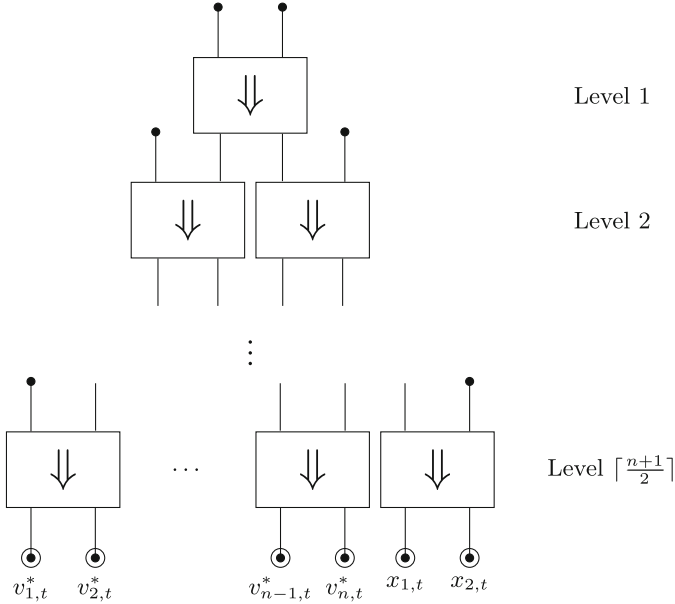 ⇓ Level 1
⇓ ⇓ Level 2
⋮
⇓ ⋯ ⇓ ⇓ Level ⌈(n+1)/2⌉
v*_{1,t} v*_{2,t} v*_{n−1,t} v*_{n,t} x_{1,t} x_{2,t}